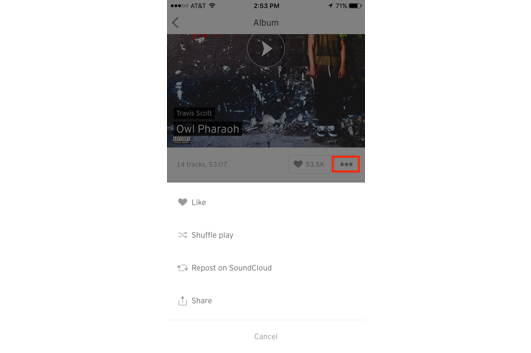 AT&T 2:53 PM 71%
Album
Travis Scott
Owl Pharaoh
14 tracks, 53:07 53.5K
Like
Shuffle play
Repost on SoundCloud
Share
Cancel